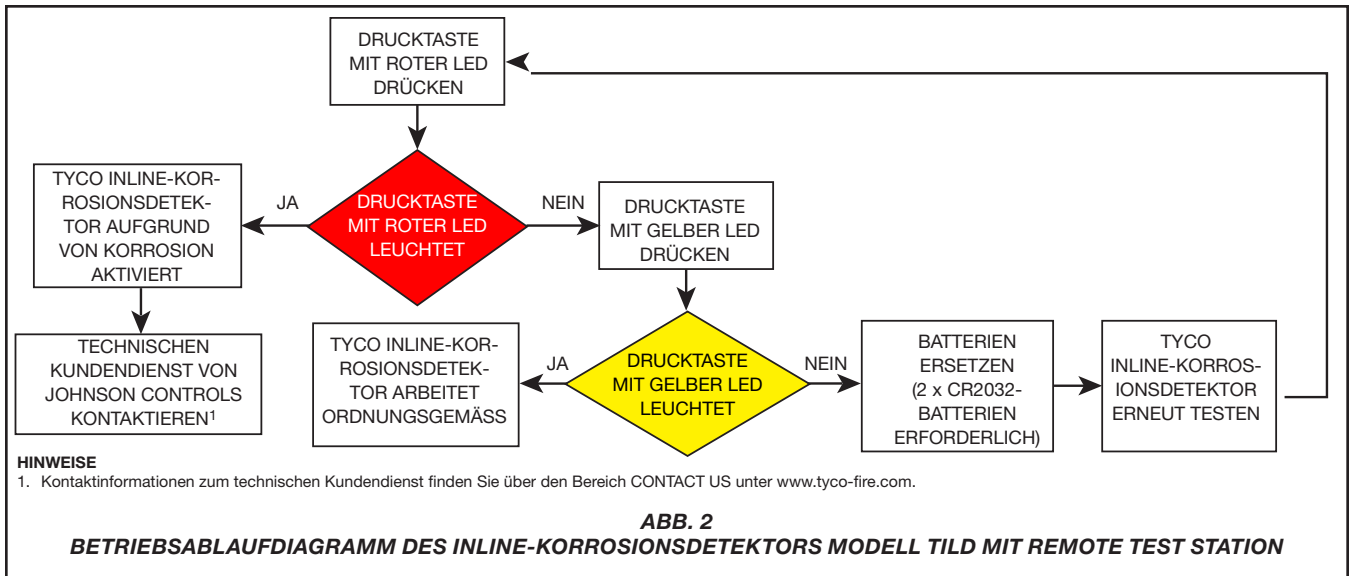 DRUCKTASTE
MIT ROTER LED
DRÜCKEN
TYCO INLINE-KOR-
ROSIONSDETEK-
TOR AUFGRUND
VON KORROSION
AKTIVIERT
JA
DRUCKTASTE
MIT ROTER LED
LEUCHTET
NEIN
DRUCKTASTE
MIT GELBER LED
DRÜCKEN
TECHNISCHEN
KUNDENDIENST VON
JOHNSON CONTROLS
KONTAKTIEREN1
TYCO INLINE-KOR-
ROSIONSDETEK-
TOR ARBEITET
ORDNUNGSGEMÄSS
JA
DRUCKTASTE
MIT GELBER LED
LEUCHTET
NEIN
BATTERIEN
ERSETZEN
(2 x CR2032-
BATTERIEN
ERFORDERLICH)
TYCO
INLINE-KORROS-
IONSDETEKTOR
ERNEUT TESTEN
HINWEISE
1. Kontaktinformationen zum technischen Kundendienst finden Sie über den Bereich CONTACT US unter www.tyco-fire.com.
ABB. 2
BETRIEBSABLAUFDIAGRAMM DES INLINE-KORROSIONSDETEKTORS MODELL TILD MIT REMOTE TEST STATION